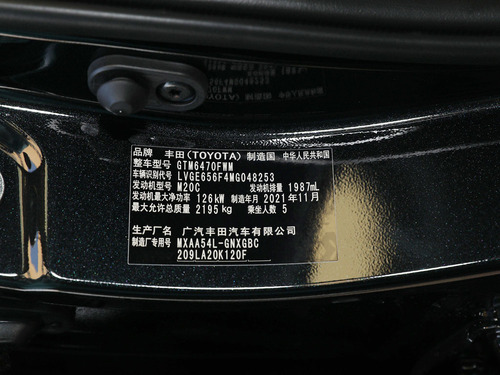 品牌 丰田(TOYOTA) 制造国 中华人民共和国
整车型号 GTM6470FWM
车辆识别代号 LVGE656F4MG048253
发动机型号 M20C 发动机排量 1987mL
发动机最大净功率 126kW 制造年月 2021年11月
最大允许总质量 2195kg 乘坐人数 5
生产厂名 广汽丰田汽车有限公司
制造厂专用号 MXAA54L-GNXGBC
209LA20K120F